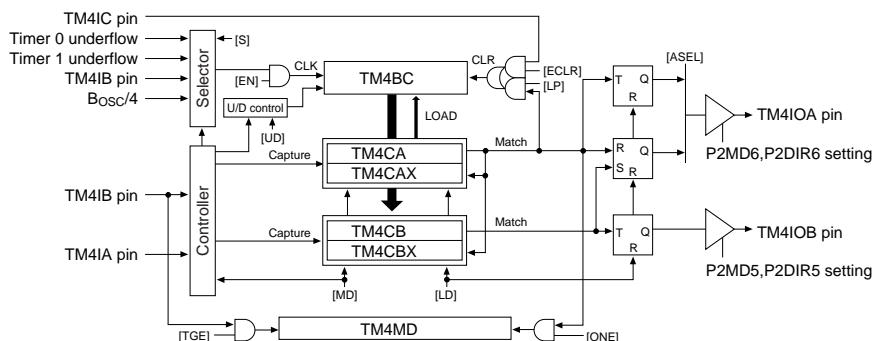 TM4IC pin
Timer 0 underflow
Timer 1 underflow
TM4IB pin
BOSC/4
Selector
[S]
[EN]
CLK
TM4BC
CLR
[ECLR]
[LP]
U/D control
[UD]
LOAD
[ASEL]
T Q
R
TM4IOA pin
P2MD6,P2DIR6 setting
Capture
TM4CA
TM4CAX
Match
R Q
S
R
TM4IB pin
TM4IA pin
Controller
Capture
TM4CB
TM4CBX
Match
T Q
R
TM4IOB pin
P2MD5,P2DIR5 setting
[MD]
[LD]
[TGE]
TM4MD
[ONE]